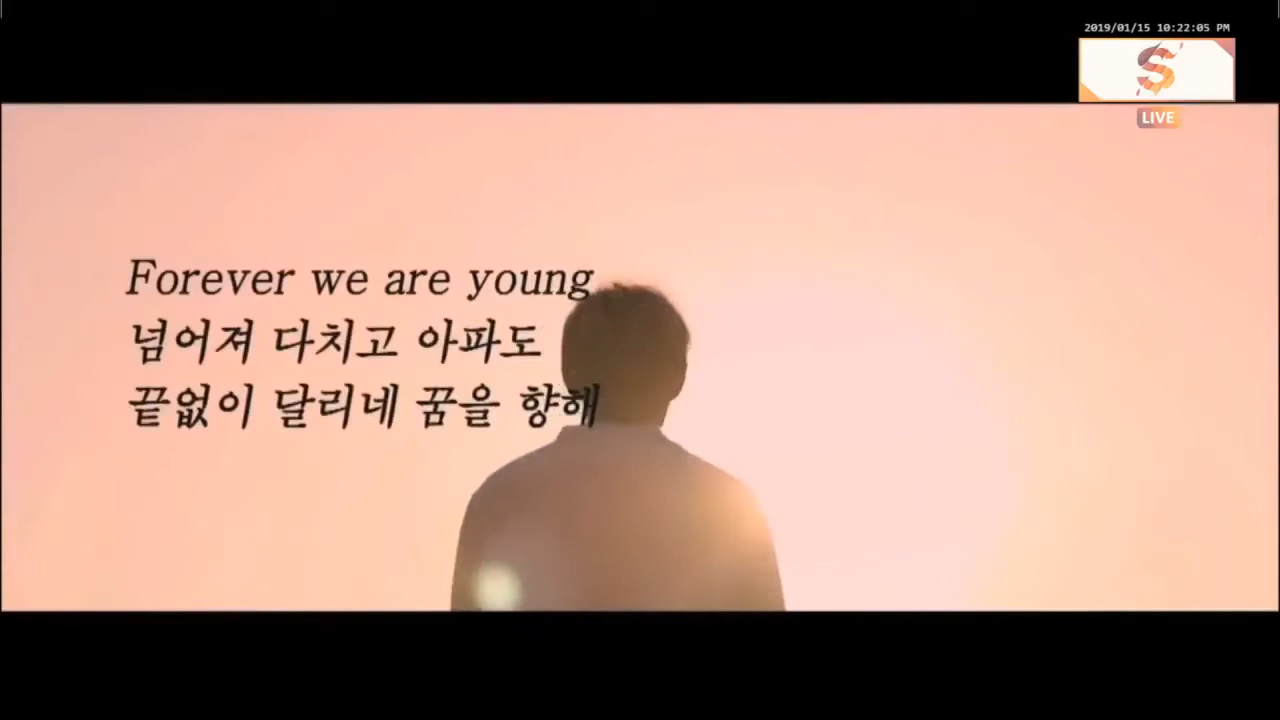 2019/01/15 10:22:05 PM
S
LIVE
Forever we are young
넘어져 다치고 아파도
끝없이 달리네 꿈을 향해